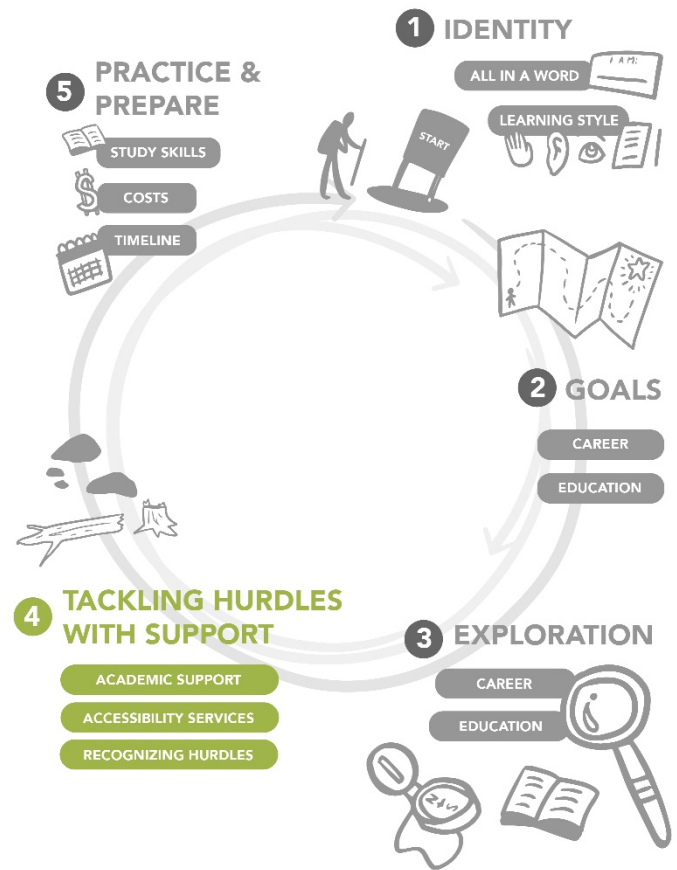 1 IDENTITY
ALL IN A WORD
I AM:
LEARNING STYLE
START
5 PRACTICE &
PREPARE
STUDY SKILLS
COSTS
TIMELINE
2 GOALS
CAREER
EDUCATION
3 EXPLORATION
CAREER
EDUCATION
4 TACKLING HURDLES
WITH SUPPORT
ACADEMIC SUPPORT
ACCESSIBILITY SERVICES
RECOGNIZING HURDLES